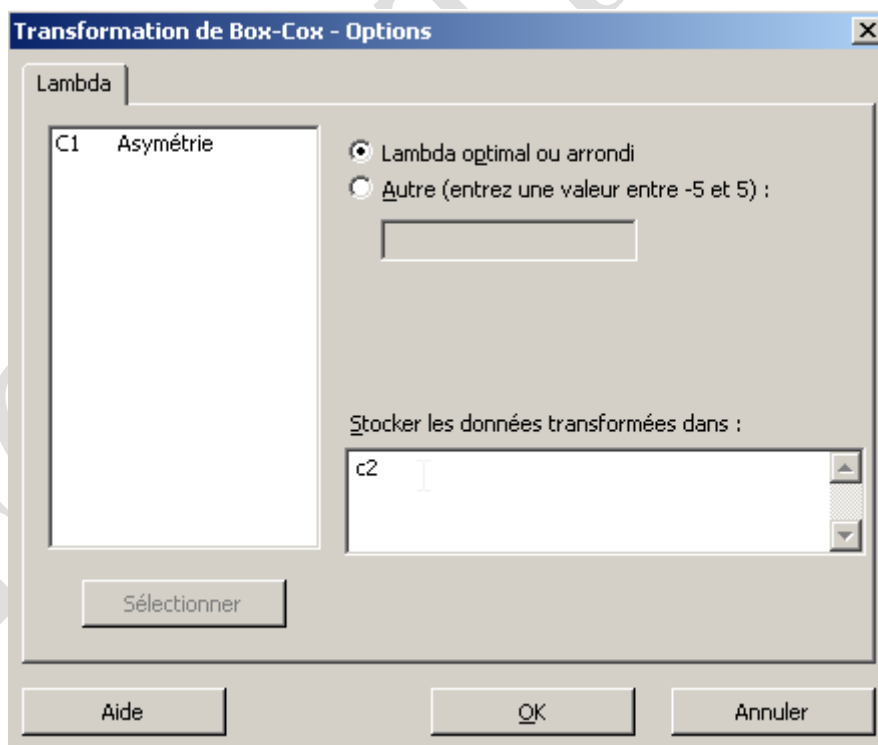 Transformation de Box-Cox - Options
Lambda
C1 Asymétrie
Lambda optimal ou arrondi
Autre (entrez une valeur entre -5 et 5) :
Stocker les données transformées dans :
c2
Sélectionner
Aide
OK
Annuler